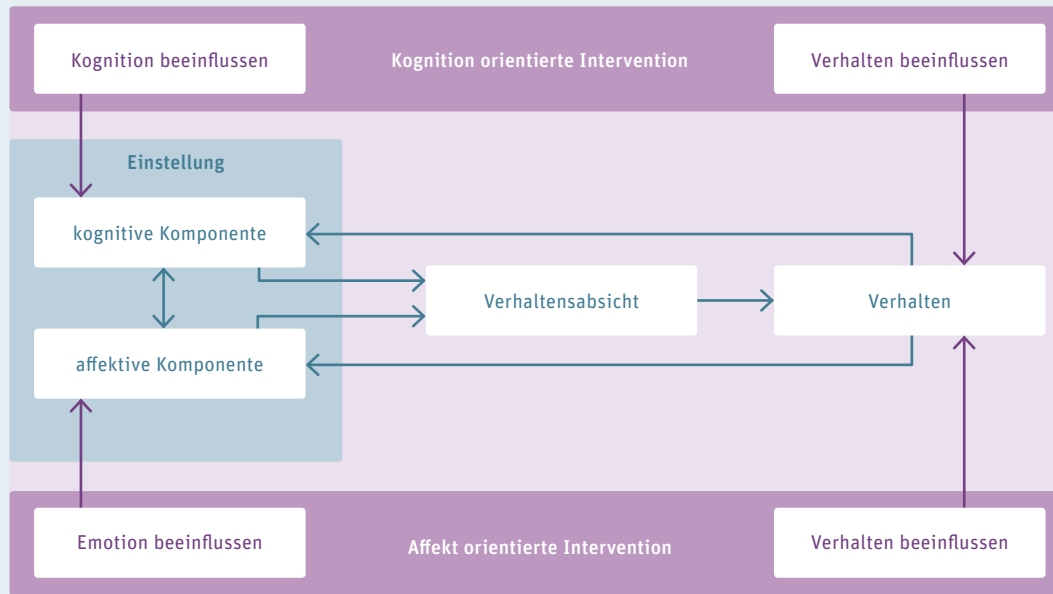 Kognition beeinflussen
Kognition orientierte Intervention
Verhalten beeinflussen
Einstellung
kognitive Komponente
Verhaltensabsicht
Verhalten
affektive Komponente
Emotion beeinflussen
Affekt orientierte Intervention
Verhalten beeinflussen